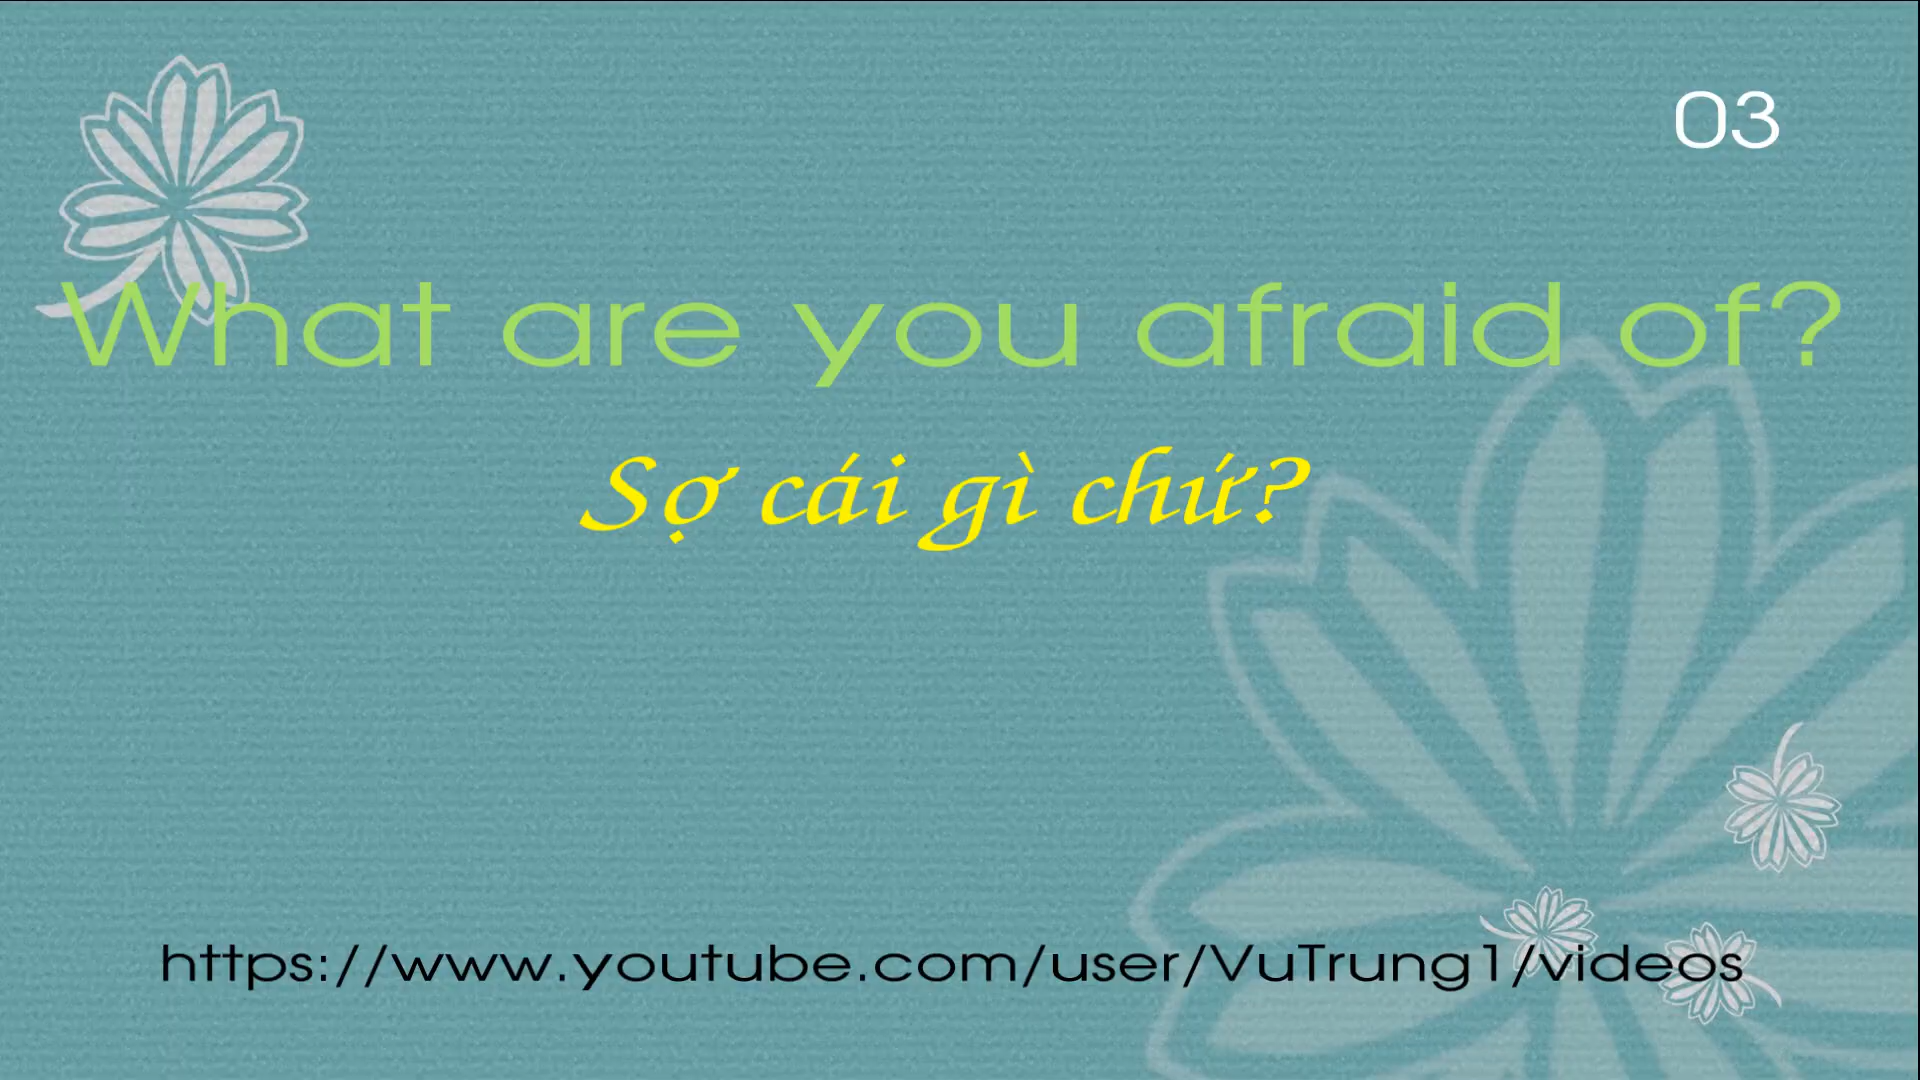 03
What are you afraid of?
Sợ cái gì chứ?
https://www.youtube.com/user/VuTrung1/videos